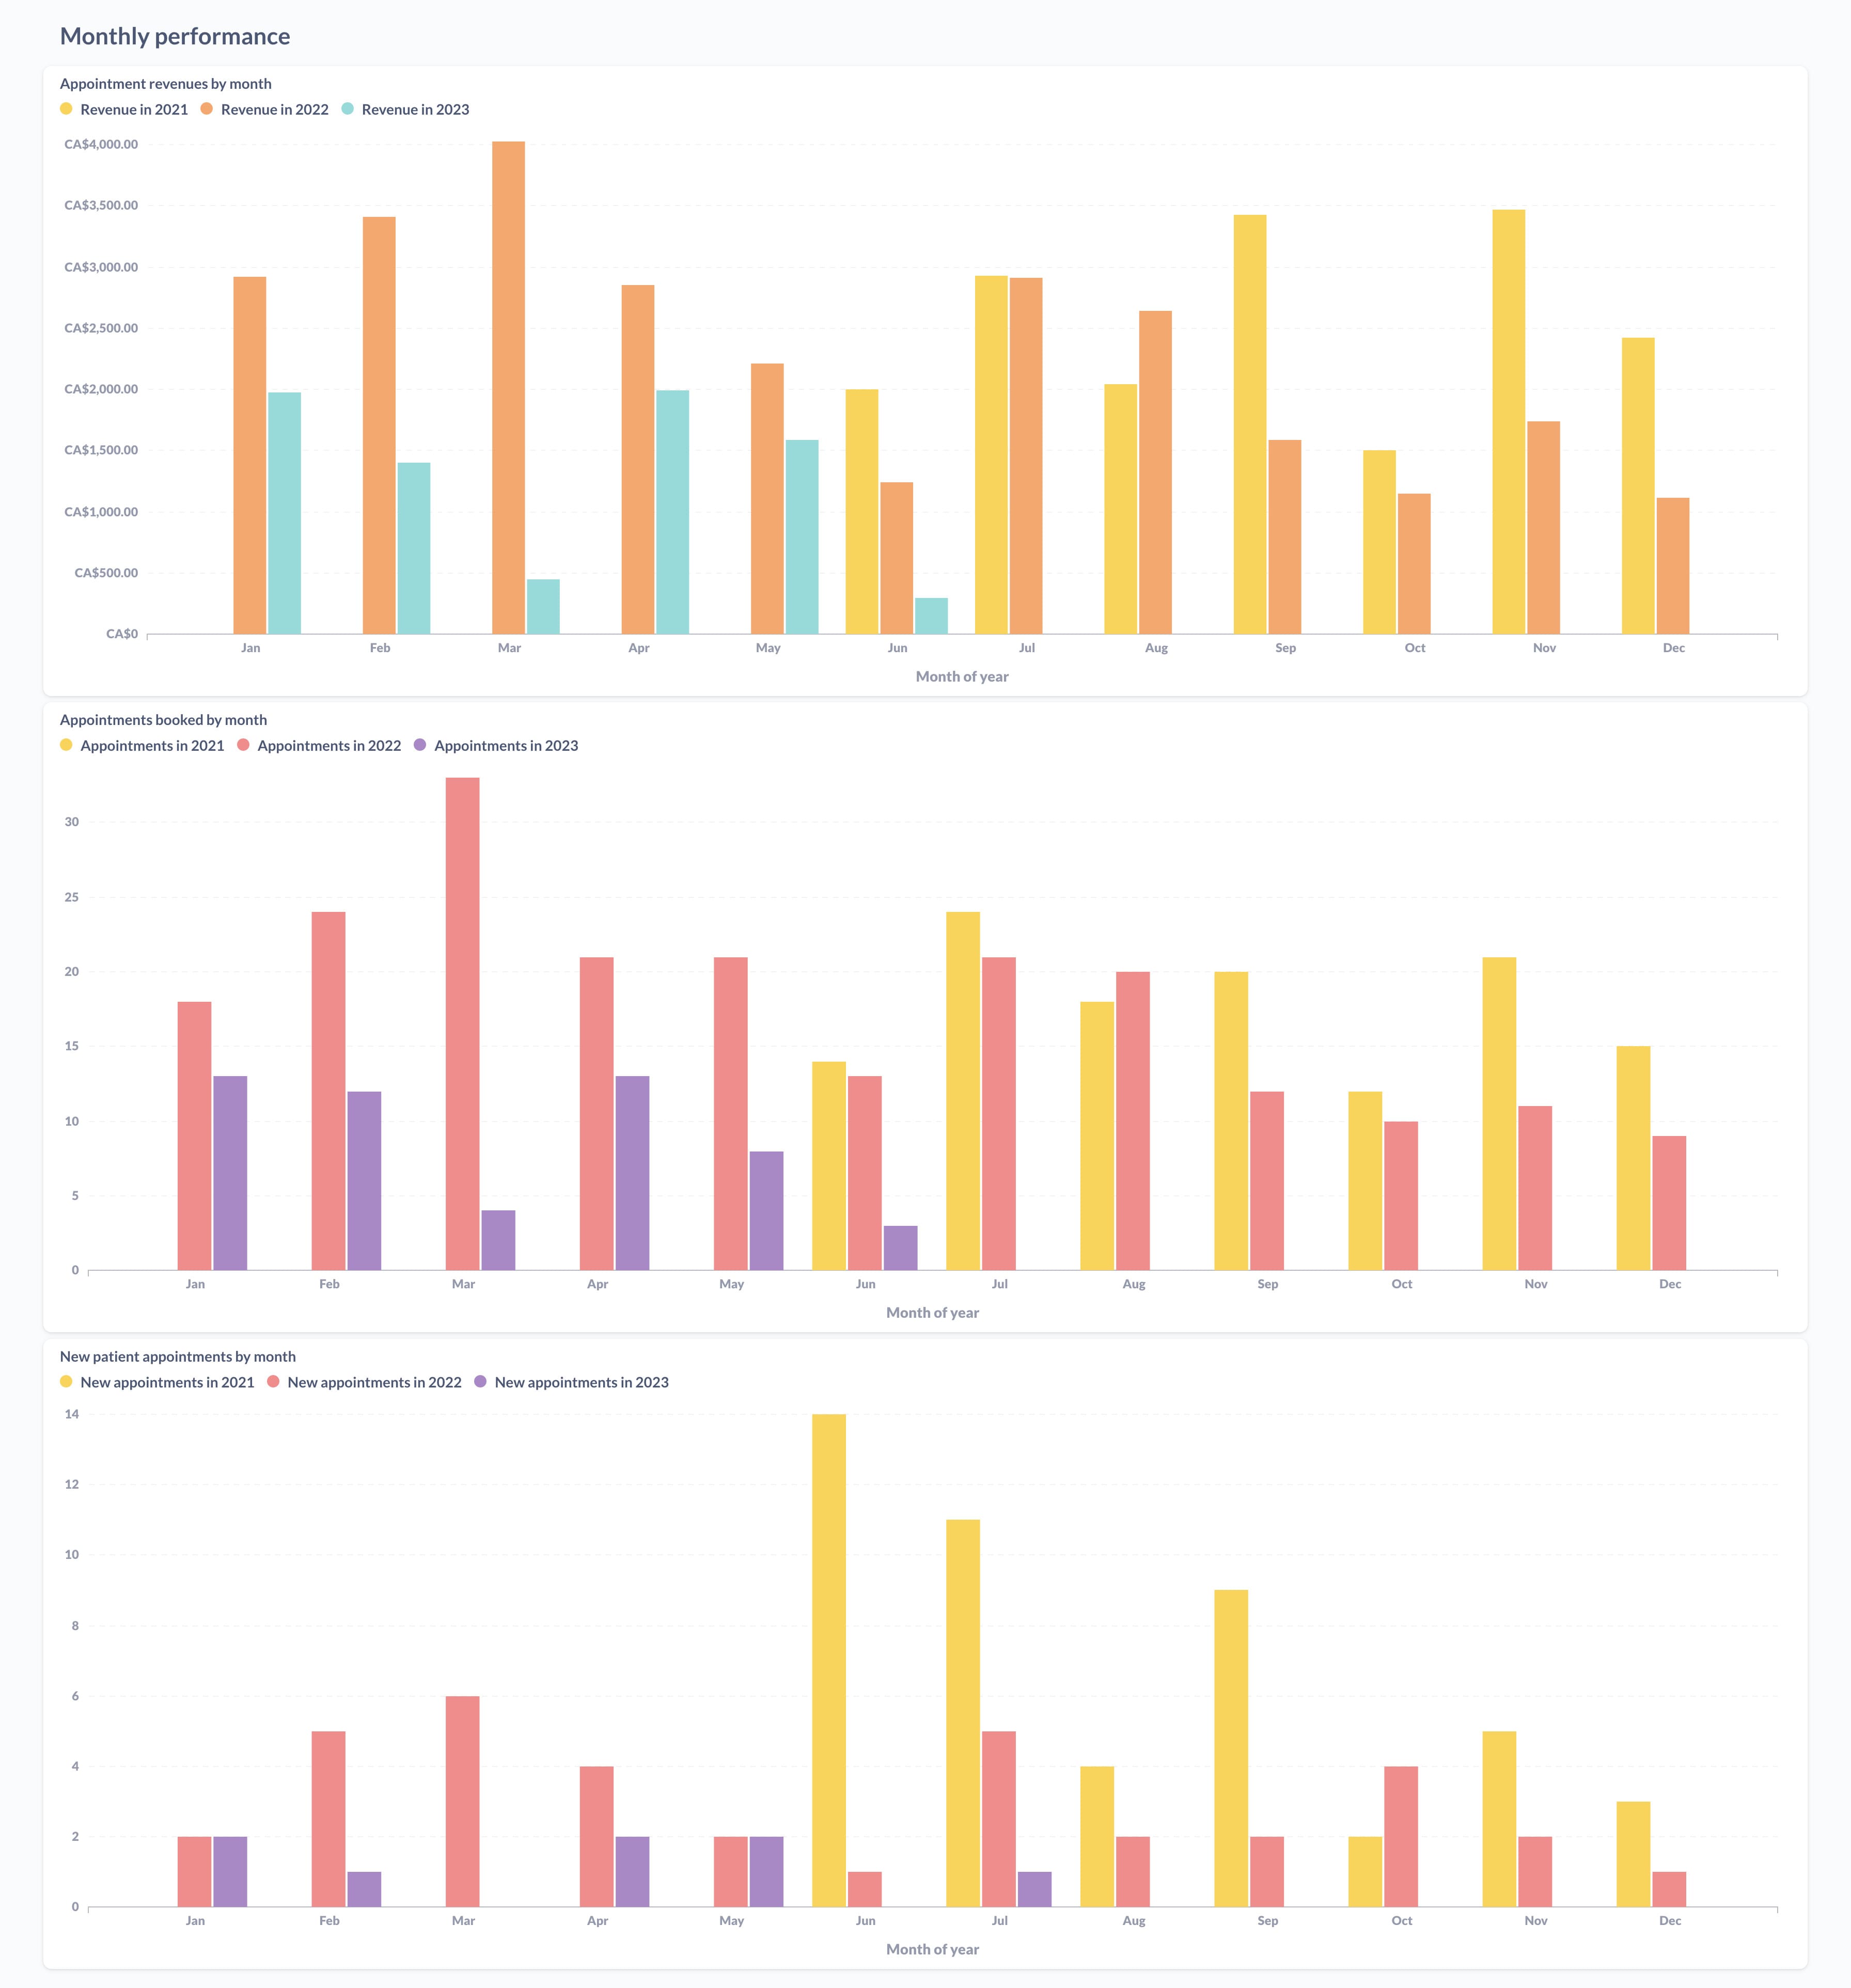 Monthly performance
Appointment revenues by month
Revenue in 2021 Revenue in 2022 Revenue in 2023
CA$4,000.00
CA$3,500.00
CA$3,000.00
CA$2,500.00
CA$2,000.00
CA$1,500.00
CA$1,000.00
CA$500.00
CA$0
Jan Feb Mar Apr May Jun Jul Aug Sep Oct Nov Dec
Month of year
Appointments booked by month
Appointments in 2021 Appointments in 2022 Appointments in 2023
30
25
20
15
10
5
0
Jan Feb Mar Apr May Jun Jul Aug Sep Oct Nov Dec
Month of year
New patient appointments by month
New appointments in 2021 New appointments in 2022 New appointments in 2023
14
12
10
8
6
4
2
0
Jan Feb Mar Apr May Jun Jul Aug Sep Oct Nov Dec
Month of year